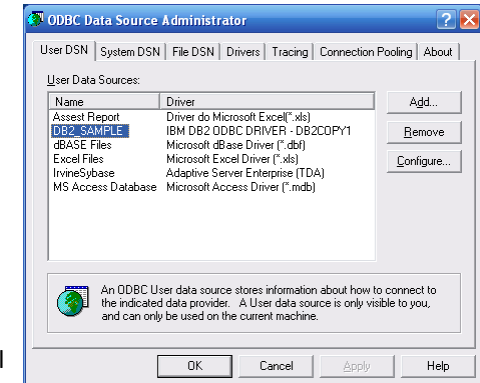 ODBC Data Source Administrator
User DSN System DSN File DSN Drivers Tracing Connection Pooling About
User Data Sources:
Name Driver
Assest Report Driver do Microsoft Excel(*.xls)
DB2_SAMPLE IBM DB2 ODBC DRIVER - DB2COPY1
dBASE Files Microsoft dBase Driver (*.dbf)
Excel Files Microsoft Excel Driver (*.xls)
IrvineSybase Adaptive Server Enterprise (TDA)
MS Access Database Microsoft Access Driver (*.mdb)
Add...
Remove
Configure...
An ODBC User data source stores information about how to connect to
the indicated data provider. A User data source is only visible to you,
and can only be used on the current machine.
OK Cancel Apply Help